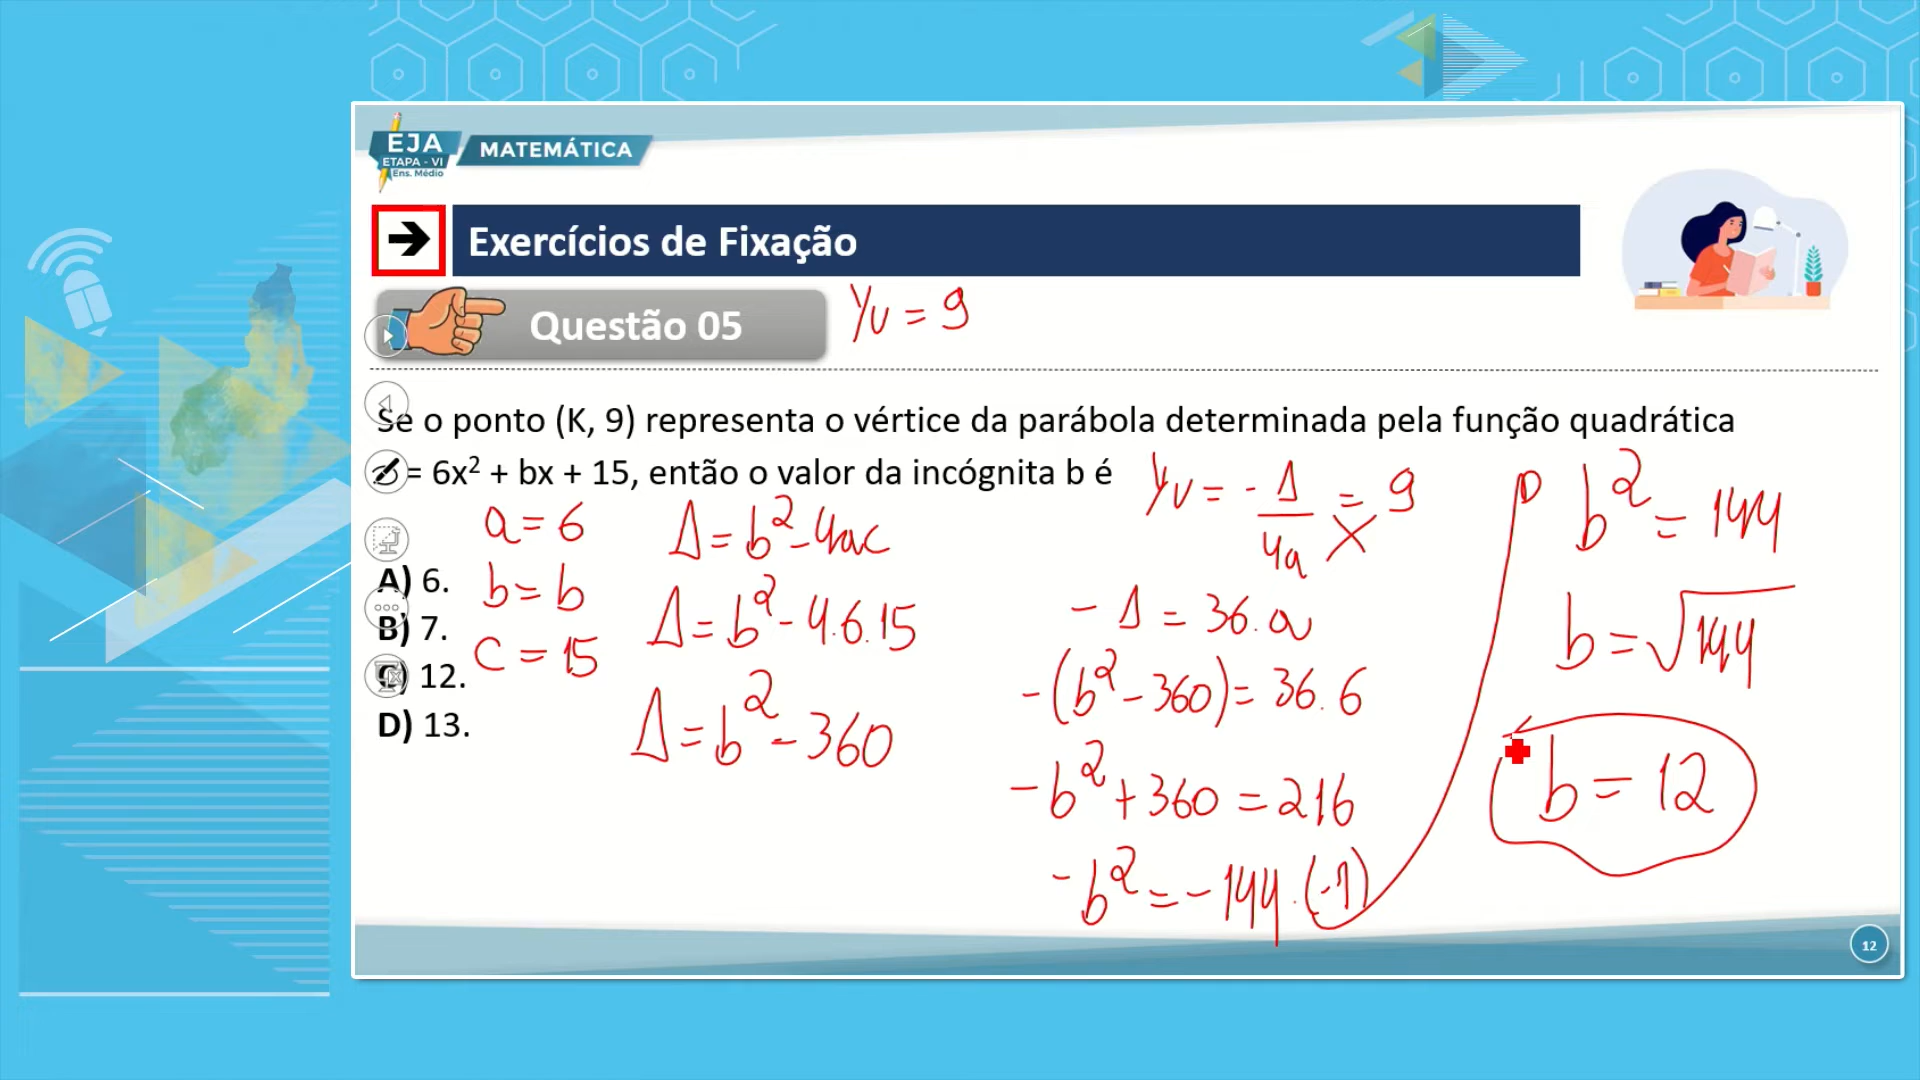 EJA
ETAPA - VI
Ens. Médio
MATEMÁTICA
Exercícios de Fixação
Questão 05
Yv = 9
Se o ponto (K, 9) representa o vértice da parábola determinada pela função quadrática
= 6x² + bx + 15, então o valor da incógnita b é
A) 6.
B) 7.
C) 12.
D) 13.
a = 6
b = b
c = 15
Δ = b² - 4ac
Δ = b² - 4.6.15
Δ = b² - 360
Yv = - Δ / 4a = 9
- Δ = 36.a
- (b² - 360) = 36.6
- b² + 360 = 216
- b² = - 144.(-1)
b² = 144
b = √144
b = 12
12